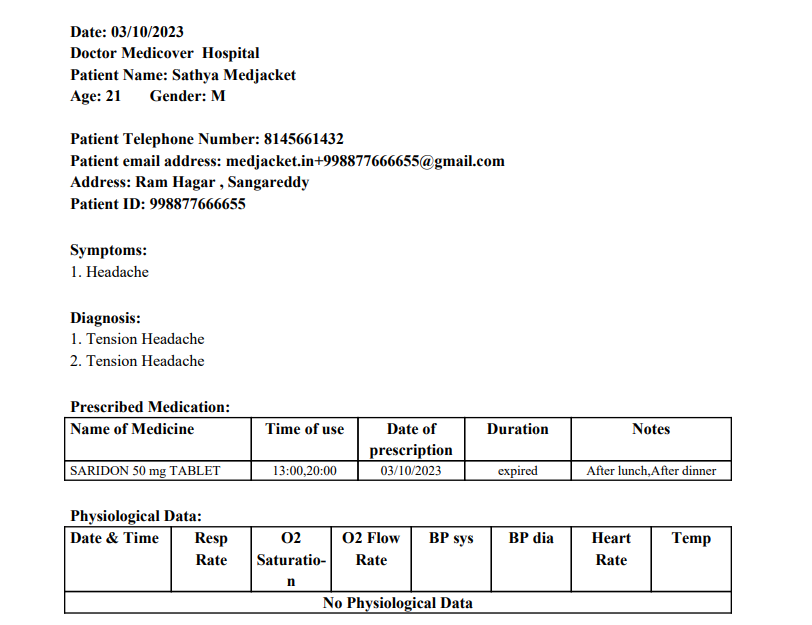 Date: 03/10/2023
Doctor Medicover  Hospital
Patient Name: Sathya Medjacket
Age: 21 Gender: M
Patient Telephone Number: 8145661432
Patient email address: medjacket.in+998877666655@gmail.com
Address: Ram Hagar , Sangareddy
Patient ID: 998877666655
Symptoms:
1. Headache
Diagnosis:
1. Tension Headache
2. Tension Headache
Prescribed Medication:
Name of Medicine Time of use Date of prescription Duration Notes
SARIDON 50 mg TABLET 13:00,20:00 03/10/2023 expired After lunch,After dinner
Physiological Data:
Date & Time Resp Rate O2 Saturatio-n O2 Flow Rate BP sys BP dia Heart Rate Temp
No Physiological Data